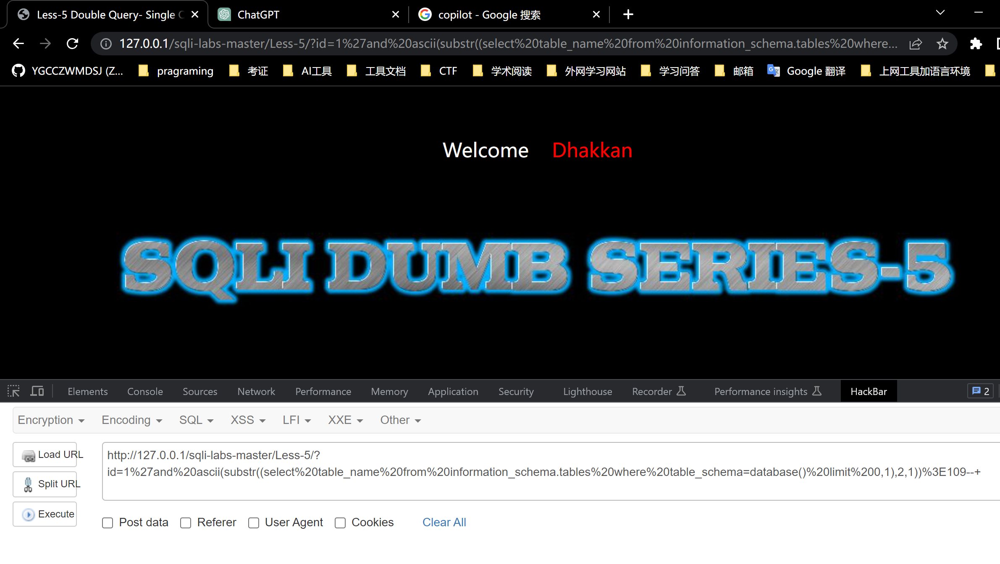 Less-5 Double Query- Single C
ChatGPT
copilot - Google 搜索
127.0.0.1/sqli-labs-master/Less-5/?id=1%27and%20ascii(substr((select%20table_name%20from%20information_schema.tables%20where...
YGCCZWMDSJ (Z...
pragraming
考证
AI工具
工具文档
CTF
学术阅读
外网学习网站
学习问答
邮箱
Google 翻译
上网工具加语言环境
Welcome Dhakkan
SQLI DUMB SERIES-5
Elements
Console
Sources
Network
Performance
Memory
Application
Security
Lighthouse
Recorder
Performance insights
HackBar
2
Encryption
Encoding
SQL
XSS
LFI
XXE
Other
Load URL
http://127.0.0.1/sqli-labs-master/Less-5/?
id=1%27and%20ascii(substr((select%20table_name%20from%20information_schema.tables%20where%20table_schema=database()%20limit%200,1),2,1))%3E109--+
Split URL
Execute
Post data
Referer
User Agent
Cookies
Clear All